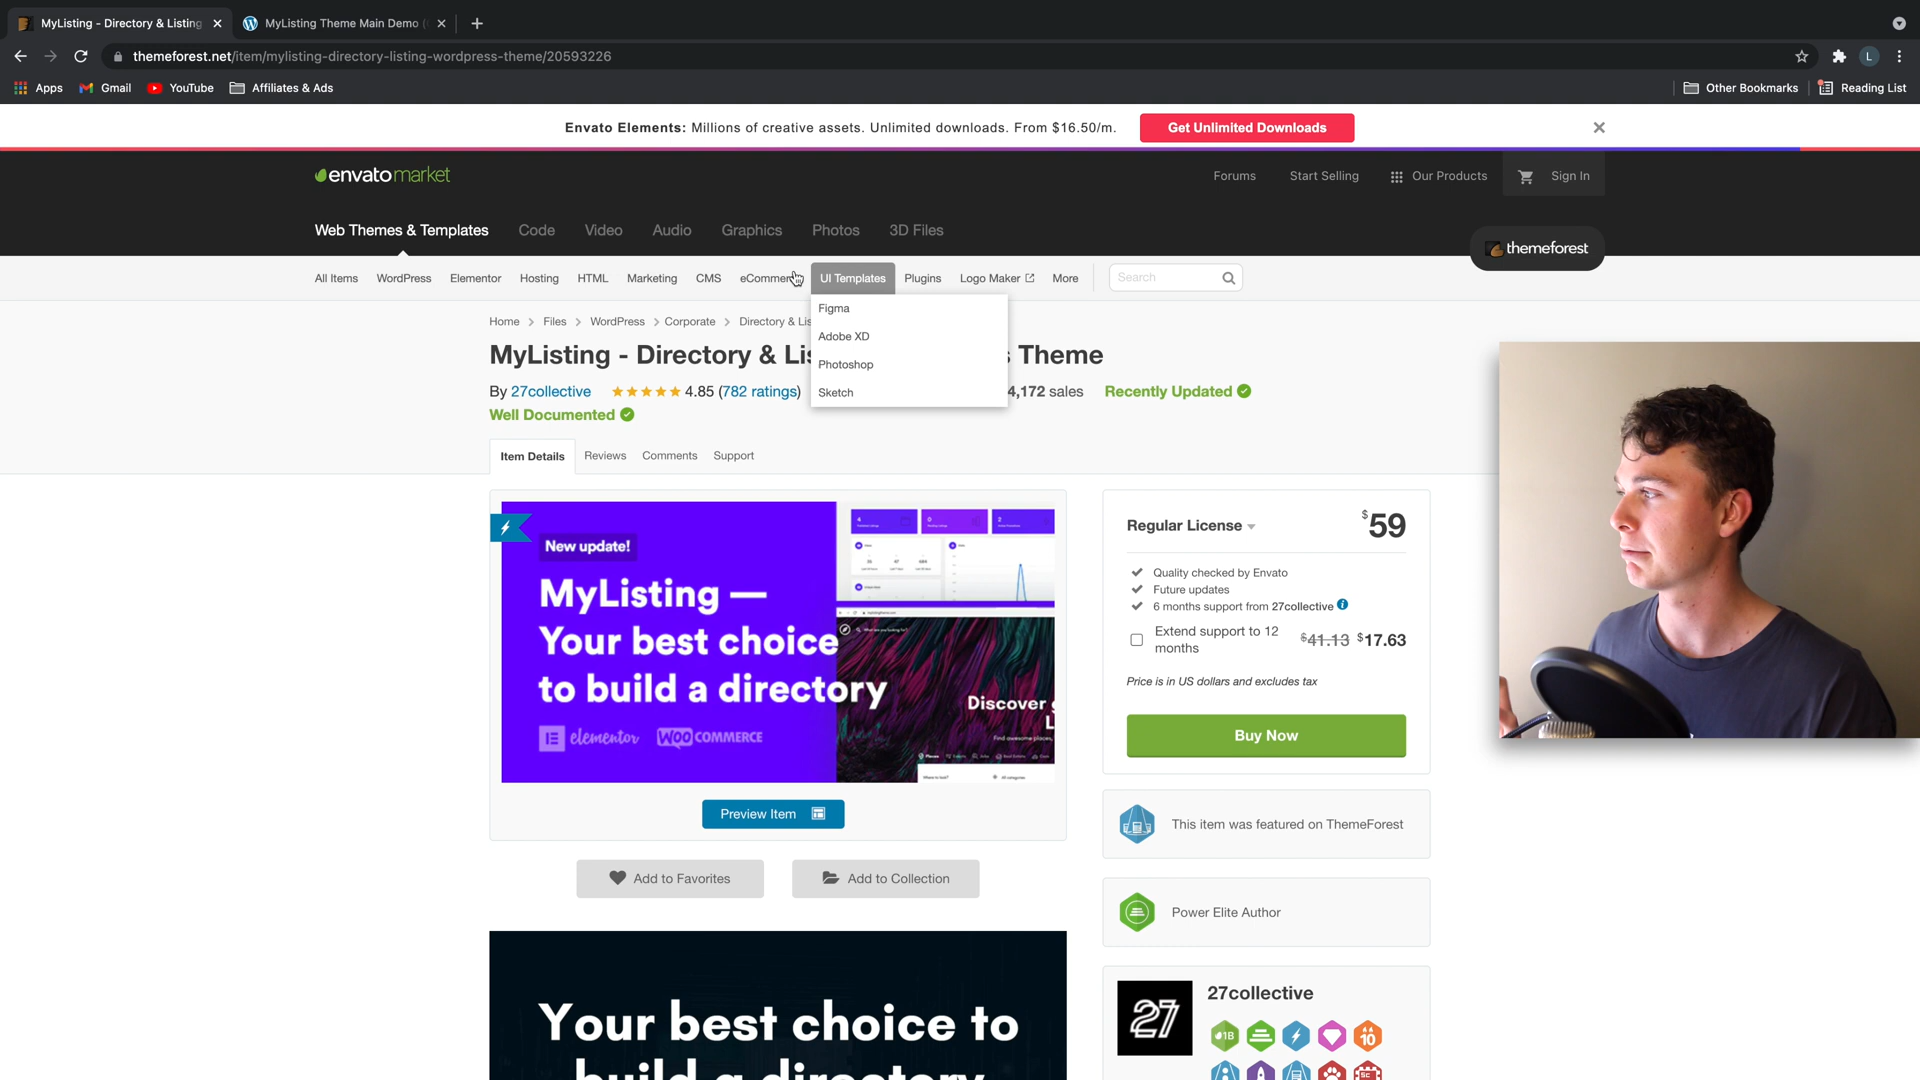 MyListing - Directory & Listing
MyListing Theme Main Demo (
themeforest.net/item/mylisting-directory-listing-wordpress-theme/20593226
L
Apps
Gmail
YouTube
Affiliates & Ads
Other Bookmarks
Reading List
Envato Elements: Millions of creative assets. Unlimited downloads. From $16.50/m.
Get Unlimited Downloads
envatomarket
Forums
Start Selling
Our Products
Sign In
Web Themes & Templates
Code
Video
Audio
Graphics
Photos
3D Files
themeforest
All Items
WordPress
Elementor
Hosting
HTML
Marketing
CMS
eCommerce
UI Templates
Plugins
Logo Maker
More
Search
Figma
Adobe XD
Photoshop
Sketch
Home > Files > WordPress > Corporate > Directory & Lis
MyListing - Directory & Lis Theme
By 27collective
4.85 (782 ratings)
4,172 sales
Recently Updated
Well Documented
Item Details
Reviews
Comments
Support
New update!
MyListing —
Your best choice
to build a directory
elementor
WOO COMMERCE
Discover
Preview Item
Add to Favorites
Add to Collection
Your best choice to
build a directory
Regular License
$59
Quality checked by Envato
Future updates
6 months support from 27collective
Extend support to 12 months
$41.13 $17.63
Price is in US dollars and excludes tax
Buy Now
This item was featured on ThemeForest
Power Elite Author
27
27collective
1B
10